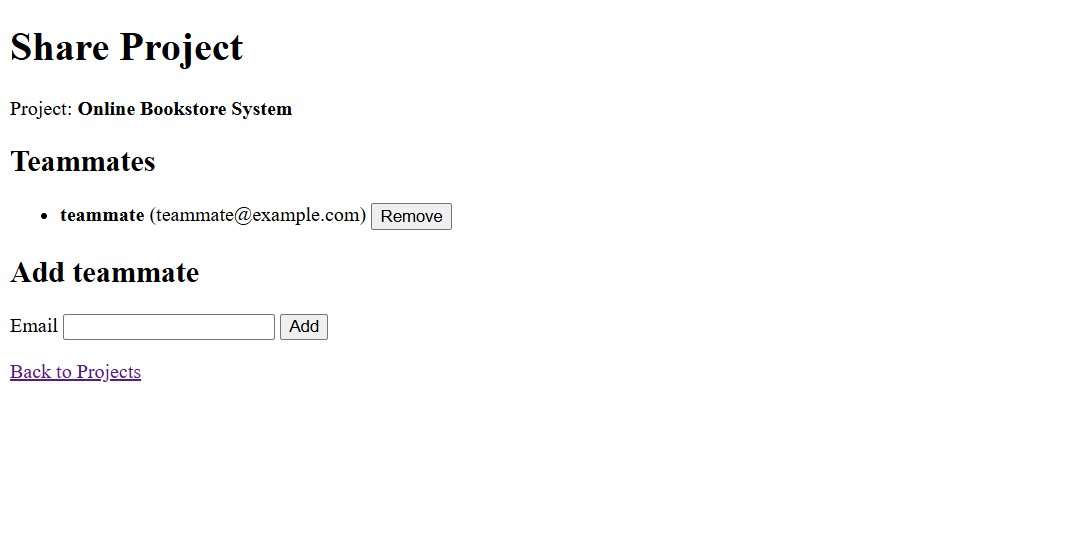 Share Project
Project: Online Bookstore System
Teammates
teammate (teammate@example.com) Remove
Add teammate
Email Add
Back to Projects